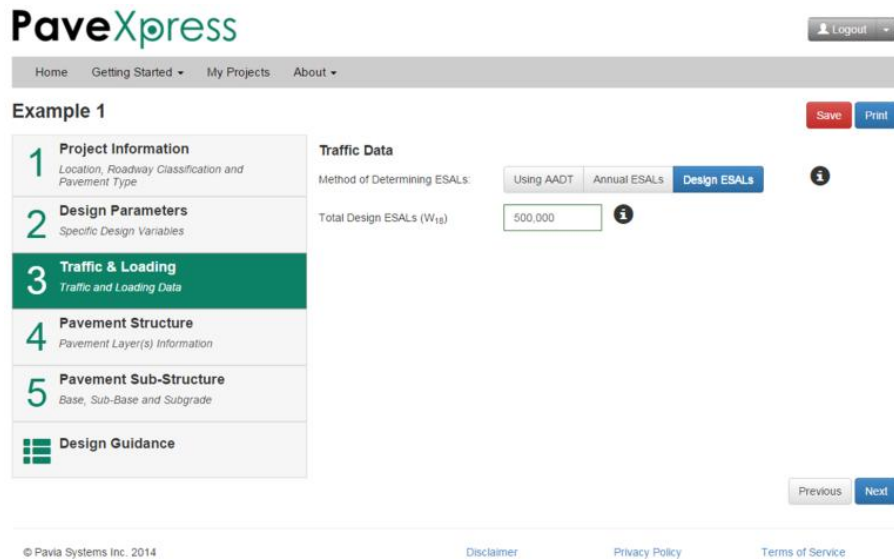 PaveXpress
Logout
Home Getting Started My Projects About
Example 1
Save Print
1 Project Information
Location, Roadway Classification and
Pavement Type
2 Design Parameters
Specific Design Variables
3 Traffic & Loading
Traffic and Loading Data
4 Pavement Structure
Pavement Layer(s) Information
5 Pavement Sub-Structure
Base, Sub-Base and Subgrade
Design Guidance
Traffic Data
Method of Determining ESALs: Using AADT Annual ESALs Design ESALs
Total Design ESALs (W₁₈) 500,000
Previous Next
© Pavia Systems Inc. 2014 Disclaimer Privacy Policy Terms of Service